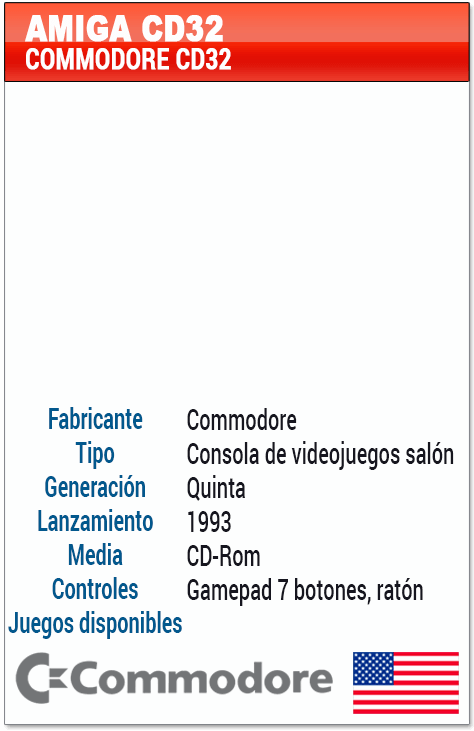 AMIGA CD32
COMMODORE CD32
Fabricante Commodore
Tipo Consola de videojuegos salón
Generación Quinta
Lanzamiento 1993
Media CD-Rom
Controles Gamepad 7 botones, ratón
Juegos disponibles
Commodore